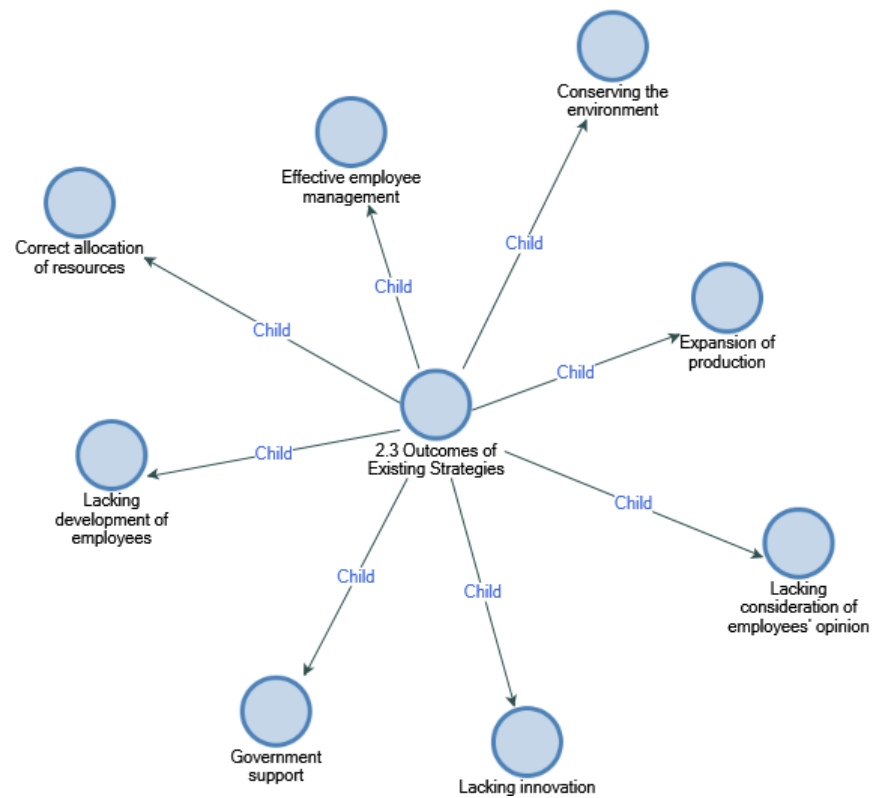 Conserving the
environment
Effective employee
management
Correct allocation
of resources
Child
Child
Child
Expansion of
production
Child
2.3 Outcomes of
Existing Strategies
Child
Lacking
development of
employees
Child
Lacking
consideration of
employees' opinion
Child
Child
Government
support
Lacking innovation